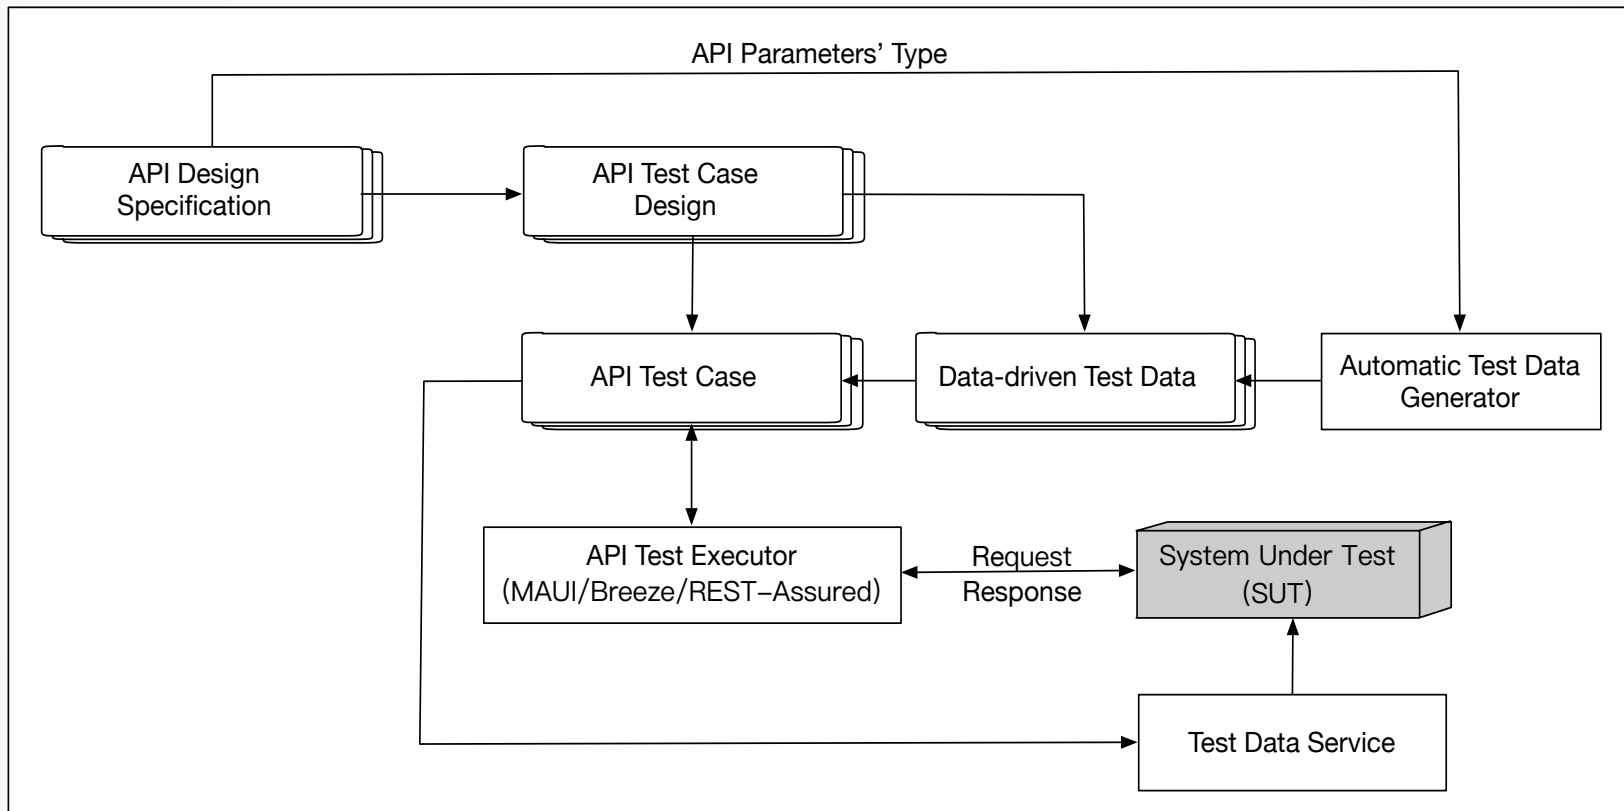 API Parameters’ Type
API Design
Specification
API Test Case
Design
API Test Case
Data-driven Test Data
Automatic Test Data
Generator
API Test Executor
(MAUI/Breeze/REST–Assured)
Request
Response
System Under Test
(SUT)
Test Data Service